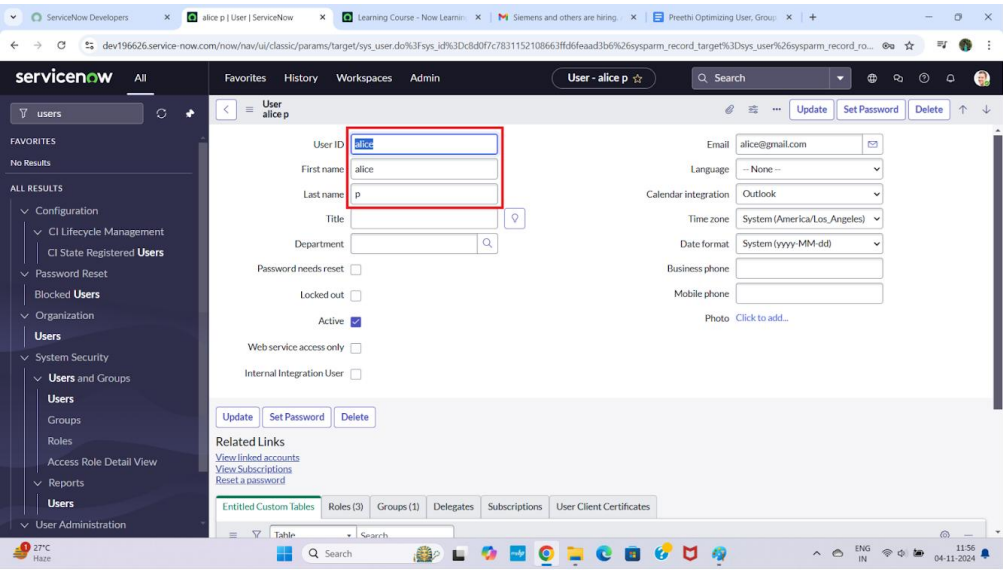 ServiceNow Developers
alice p | User | ServiceNow
Learning Course - Now Learnin
Siemens and others are hiring.
Preethi Optimizing User, Group
dev196626.service-now.com/now/nav/ui/classic/params/target/sys_user.do%3Fsys_id%3Dc8d0f7c7831152108663ffd6feaad3b6%26sysparm_record_target%3Dsys_user%26sysparm_record_ro...
servicenow All Favorites History Workspaces Admin User - alice p Search
users
FAVORITES
No Results
ALL RESULTS
Configuration
CI Lifecycle Management
CI State Registered Users
Password Reset
Blocked Users
Organization
Users
System Security
Users and Groups
Users
Groups
Roles
Access Role Detail View
Reports
Users
User Administration
User
alice p
Update Set Password Delete
User ID alice
First name alice
Last name p
Title
Department
Password needs reset
Locked out
Active
Web service access only
Internal Integration User
Email alice@gmail.com
Language -- None --
Calendar integration Outlook
Time zone System (America/Los_Angeles)
Date format System (yyyy-MM-dd)
Business phone
Mobile phone
Photo Click to add...
Update Set Password Delete
Related Links
View linked accounts
View Subscriptions
Reset a password
Entitled Custom Tables Roles (3) Groups (1) Delegates Subscriptions User Client Certificates
Table Search
27°C
Haze
Search
ENG
IN
11:56
04-11-2024